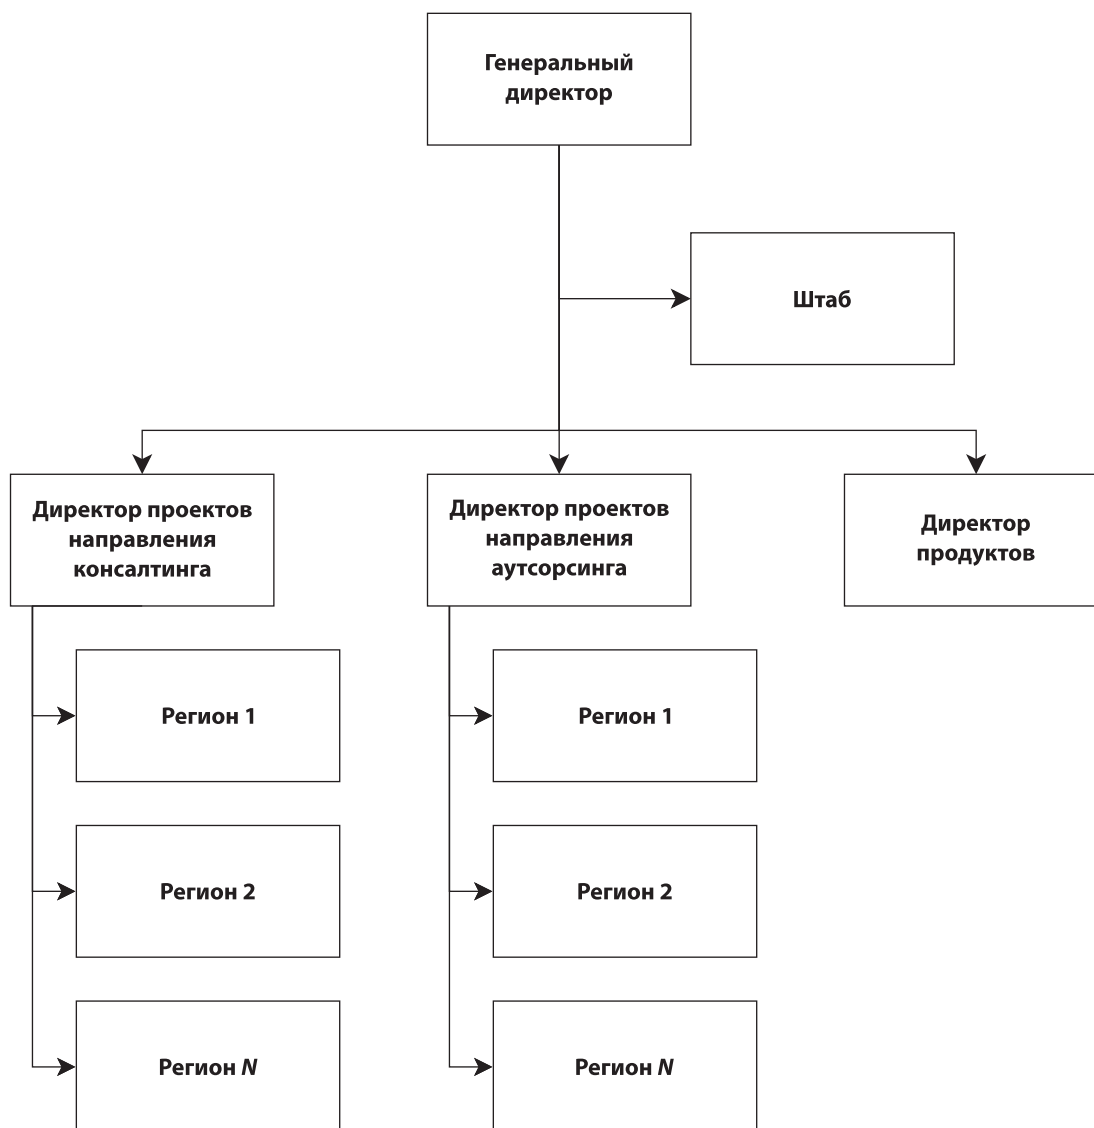 Генеральный
директор
Штаб
Директор проектов
направления
консалтинга
Директор проектов
направления
аутсорсинга
Директор
продуктов
Регион 1
Регион 1
Регион 2
Регион 2
Регион N
Регион N